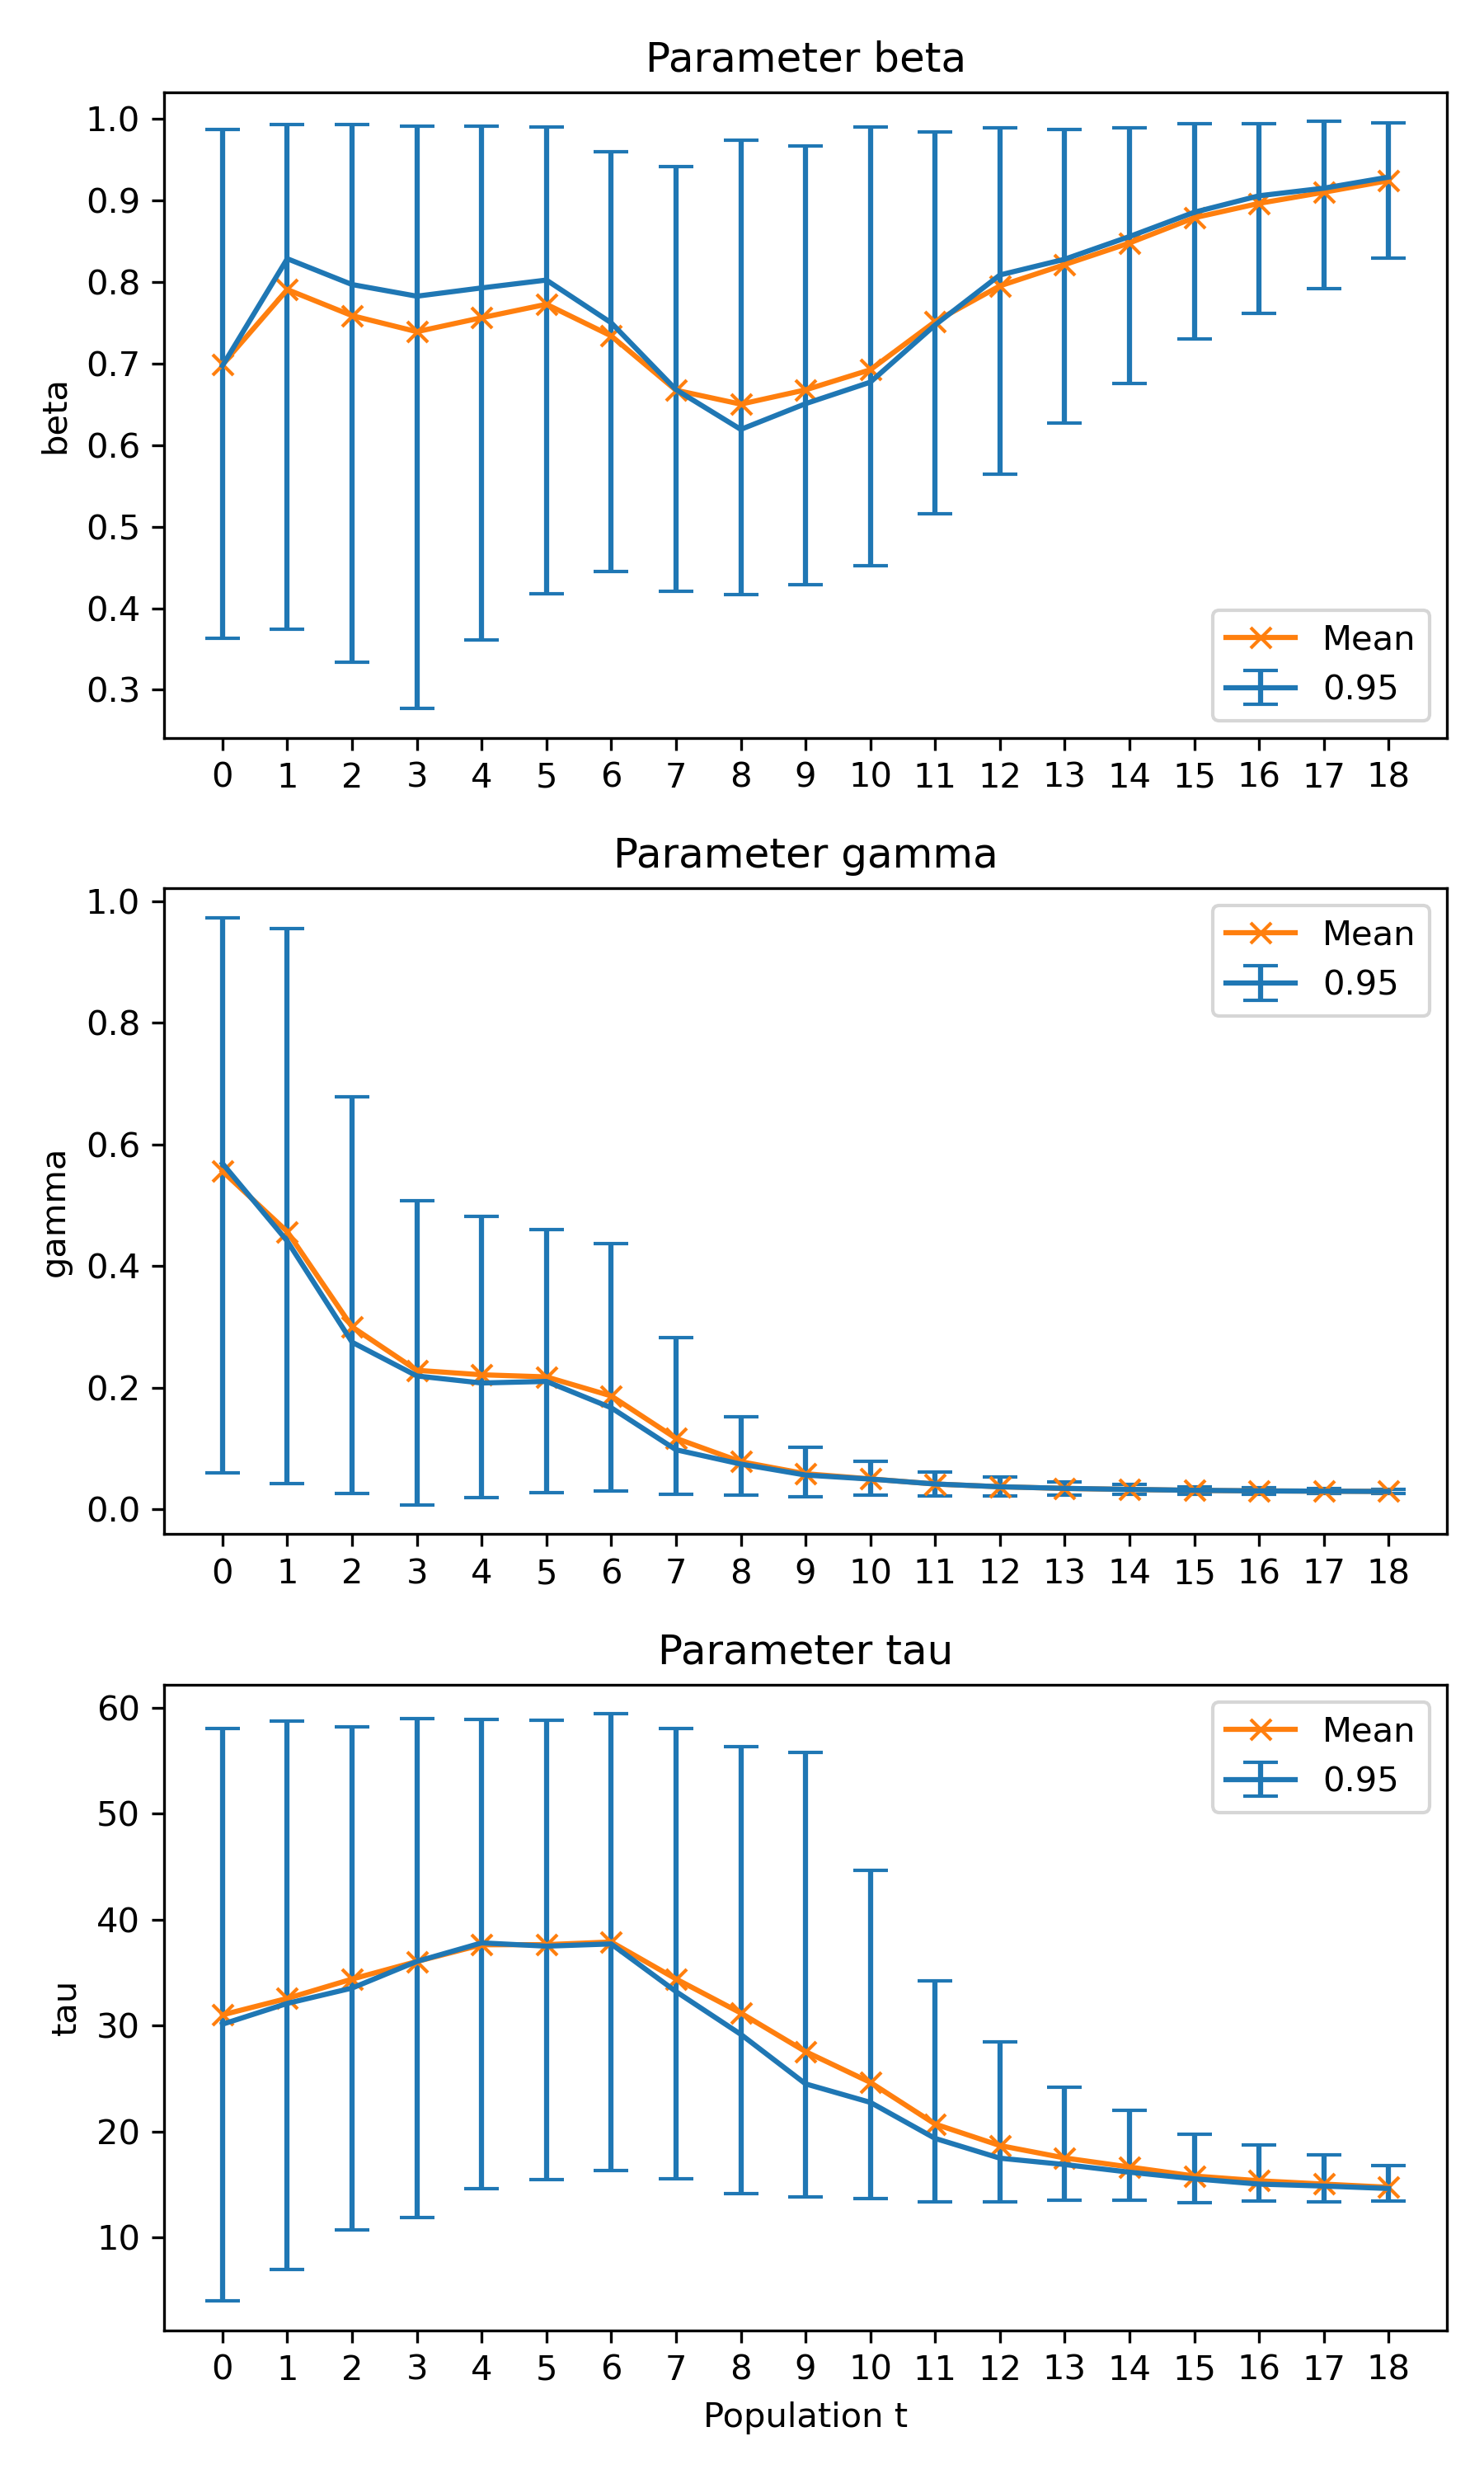 Parameter beta
1.0
0.9
0.8
0.7
0.6
0.5
0.4
0.3
beta
Mean
0.95
0 1 2 3 4 5 6 7 8 9 10 11 12 13 14 15 16 17 18
Parameter gamma
1.0
0.8
0.6
0.4
0.2
0.0
gamma
Mean
0.95
0 1 2 3 4 5 6 7 8 9 10 11 12 13 14 15 16 17 18
Parameter tau
60
50
40
30
20
10
tau
Mean
0.95
0 1 2 3 4 5 6 7 8 9 10 11 12 13 14 15 16 17 18
Population t